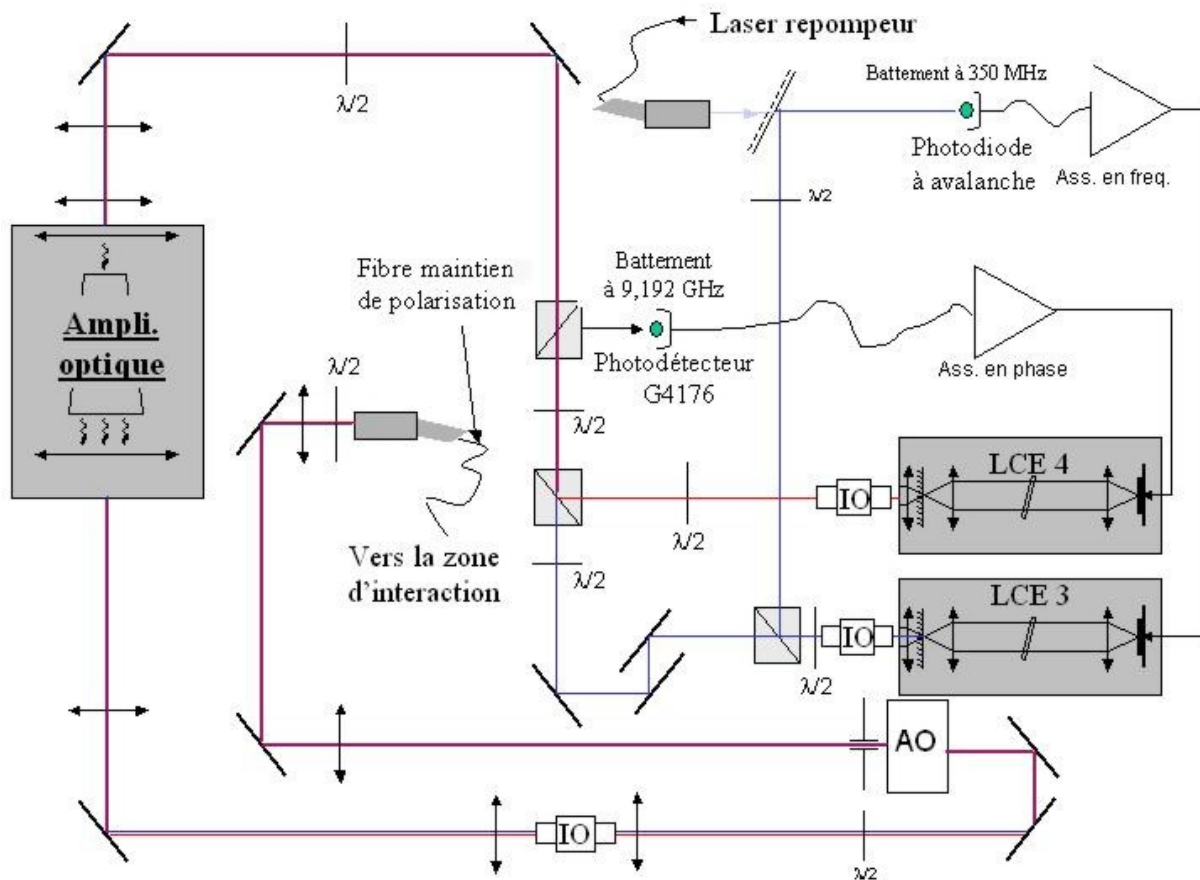 Laser repompeur
Battement à 350 MHz
λ/2
Photodiode
à avalanche
Ass. en freq.
λ/2
Fibre maintien
de polarisation
Battement
à 9,192 GHz
Ampli.
optique
Photodétecteur
G4176
Ass. en phase
λ/2
λ/2
LCE 4
IO
λ/2
Vers la zone
d'interaction
λ/2
LCE 3
IO
λ/2
AO
IO
λ/2